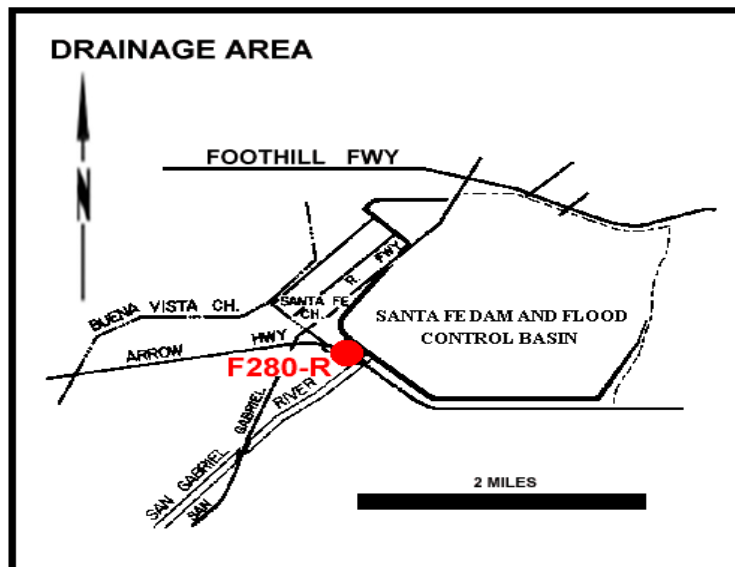 DRAINAGE AREA
N
FOOTHILL FWY
R. FWY
SANTA FE
CH.
BUENA VISTA CH.
SANTA FE DAM AND FLOOD
CONTROL BASIN
ARROW HWY
F280-R
SAN GABRIEL RIVER
SAN GABRIEL
2 MILES